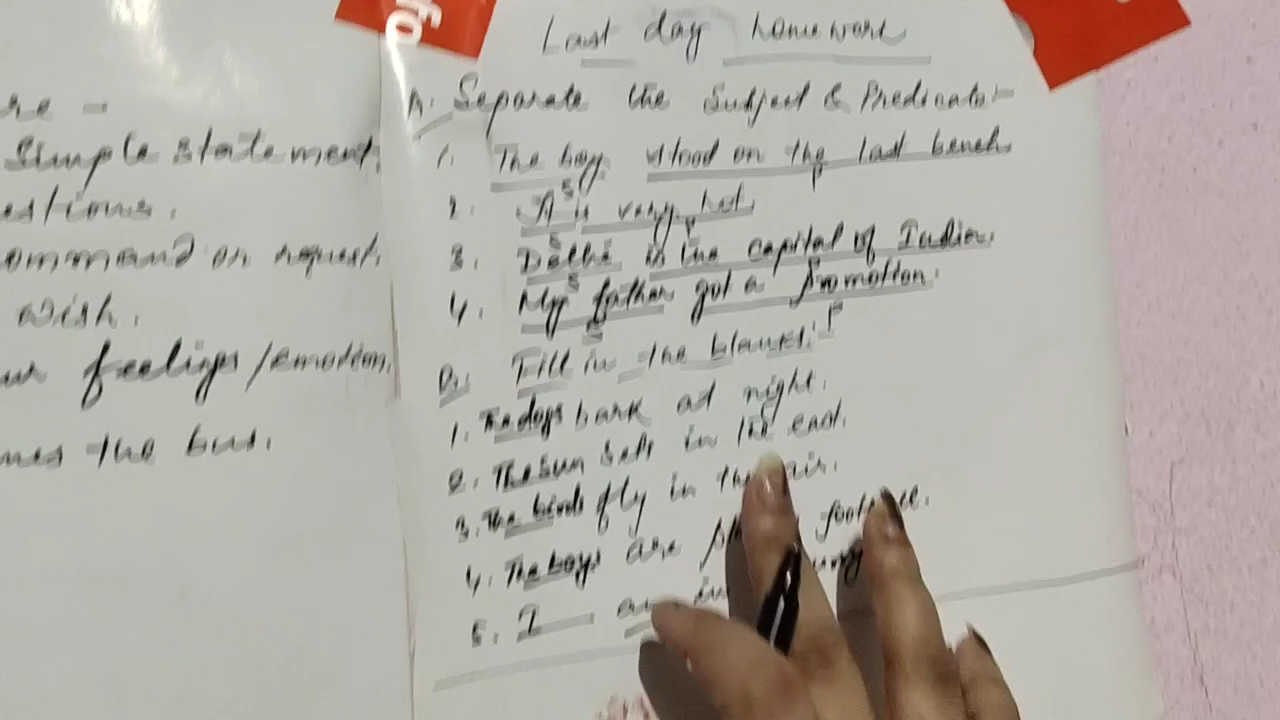 fo
re -
Simple statement.
estions.
ommand or request.
wish.
ur feelings/emotion.
mes the bus.
Last day homework
A. Separate the Subject & Predicate:-
1. The boy stood on the last bench.
S P
2. It is very hot.
S P
3. Delhi is the capital of India.
S
4. My father got a Promotion.
S P
B. Fill in the blanks:
1. The dogs bark at night.
2. The Sun sets in the east.
3. The birds fly in the air.
4. The boys are
5. I